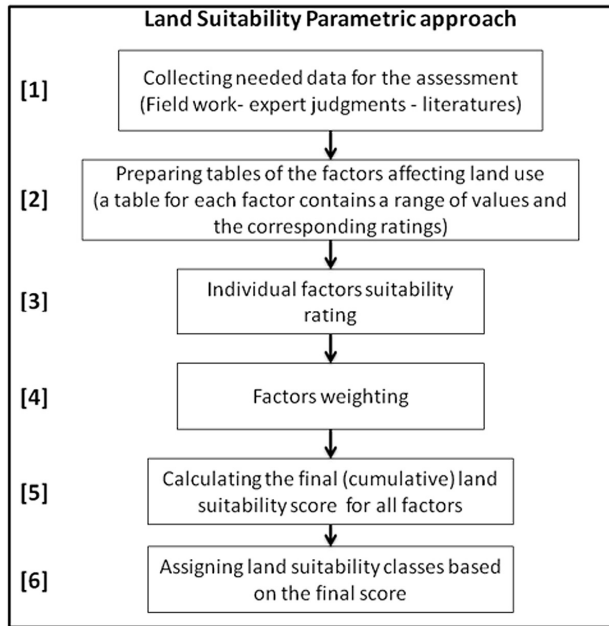 Land Suitability Parametric approach
[1]
Collecting needed data for the assessment
(Field work- expert judgments - literatures)
[2]
Preparing tables of the factors affecting land use
(a table for each factor contains a range of values and
the corresponding ratings)
[3]
Individual factors suitability
rating
[4]
Factors weighting
[5]
Calculating the final (cumulative) land
suitability score for all factors
[6]
Assigning land suitability classes based
on the final score